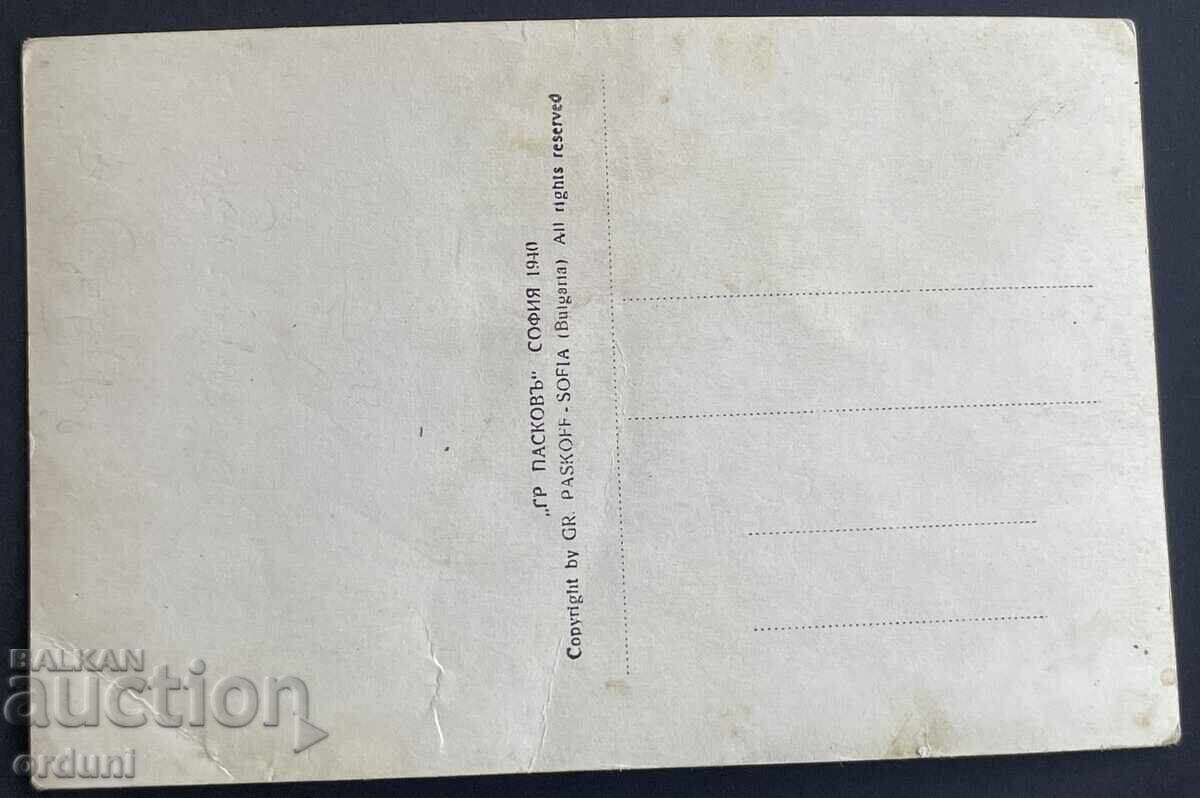 „ГР ПАСКОВЪ“ СОФИЯ 1940
Copyright by GR. PASKOFF - SOFIA (Bulgaria) All rights reserved
BALKAN
auction
orduni